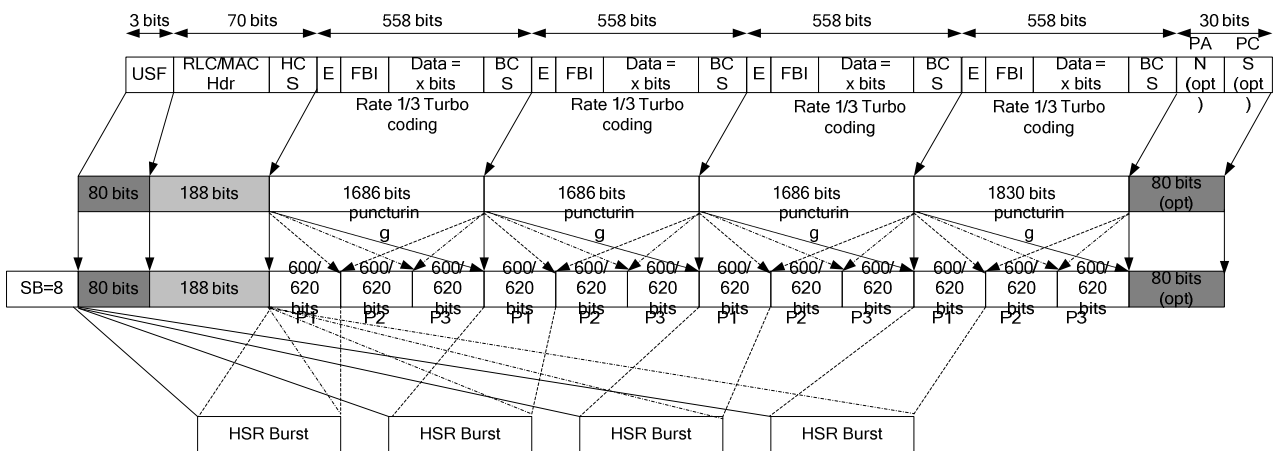 3 bits 70 bits 558 bits 558 bits 558 bits 558 bits 30 bits
USF RLC/MAC Hdr HC S E FBI Data = x bits BC S E FBI Data = x bits BC S E FBI Data = x bits BC S E FBI Data = x bits BC S PA N (opt ) PC S (opt )
Rate 1/3 Turbo coding Rate 1/3 Turbo coding Rate 1/3 Turbo coding Rate 1/3 Turbo coding
80 bits 188 bits 1686 bits puncturin g 1686 bits puncturin g 1686 bits puncturin g 1830 bits puncturin g 80 bits (opt)
SB=8 80 bits 188 bits 600/ 620 bits P1 600/ 620 bits P2 600/ 620 bits P3 600/ 620 bits P1 600/ 620 bits P2 600/ 620 bits P3 600/ 620 bits P1 600/ 620 bits P2 600/ 620 bits P3 600/ 620 bits P1 600/ 620 bits P2 600/ 620 bits P3 80 bits (opt)
HSR Burst HSR Burst HSR Burst HSR Burst